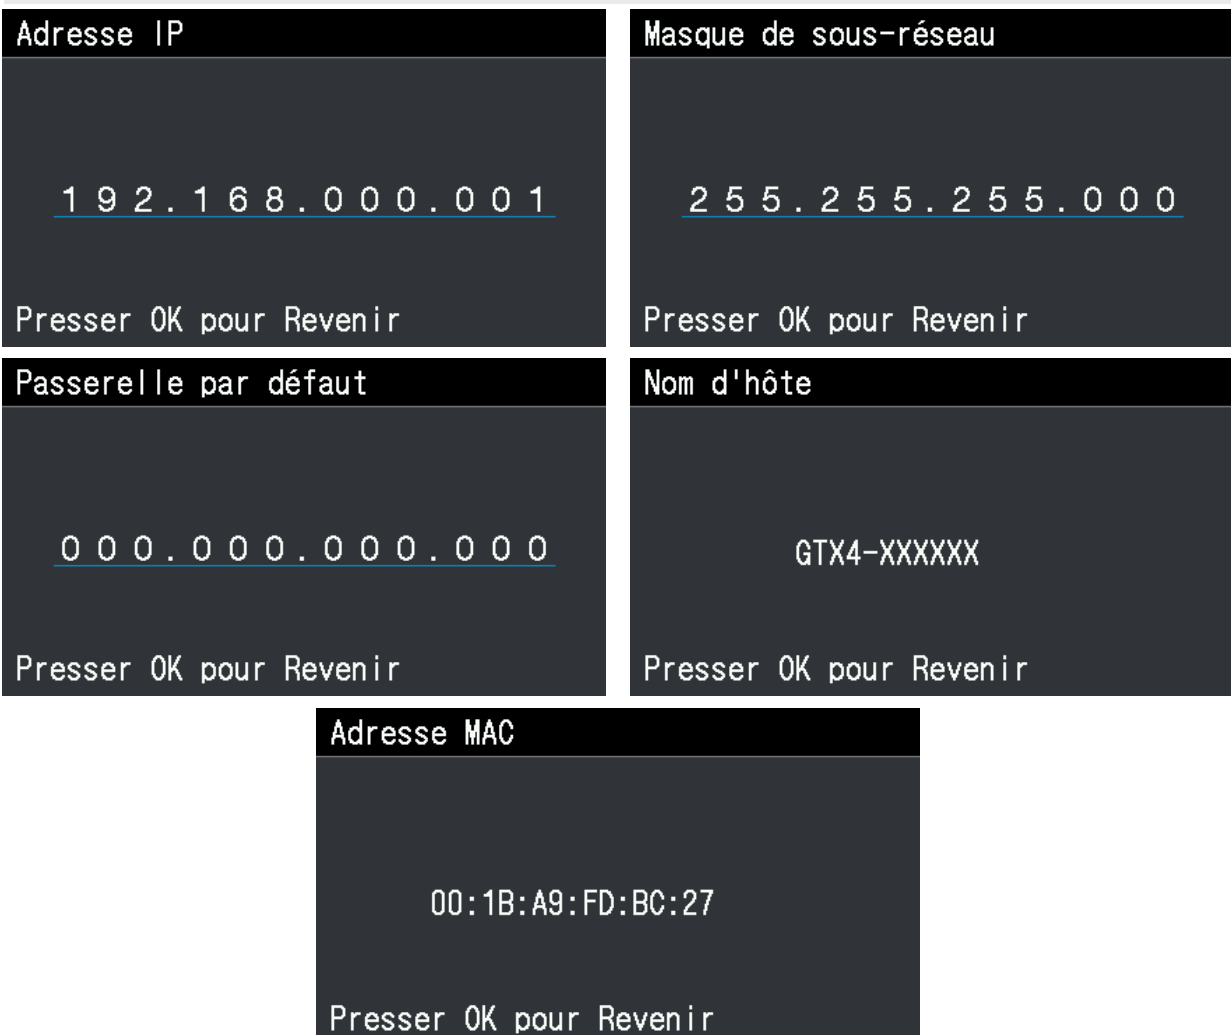 Adresse IP
192.168.000.001
Presser OK pour Revenir
Masque de sous-réseau
255.255.255.000
Presser OK pour Revenir
Passerelle par défaut
000.000.000.000
Presser OK pour Revenir
Nom d'hôte
GTX4-XXXXXX
Presser OK pour Revenir
Adresse MAC
00:1B:A9:FD:BC:27
Presser OK pour Revenir